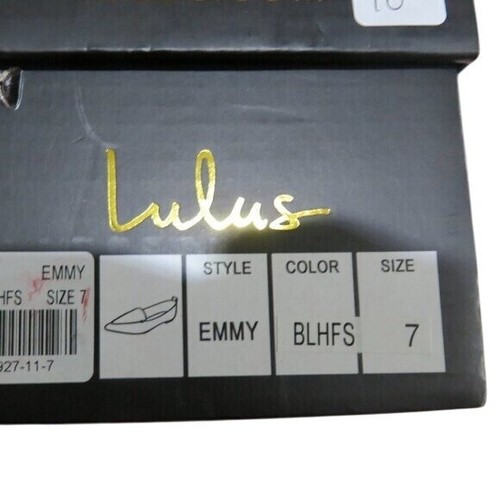 10
Lulus
EMMY
HFS SIZE 7
927-11-7
STYLE COLOR SIZE
EMMY BLHFS 7